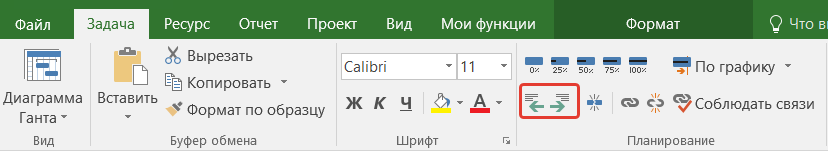 Файл Задача Ресурс Отчет Проект Вид Мои функции Формат Что в
Диаграмма Ганта
Вид
Вставить
Вырезать
Копировать
Формат по образцу
Буфер обмена
Calibri 11
Ж К Ч А
Шрифт
0% 25% 50% 75% 100%
По графику
Соблюдать связи
Планирование